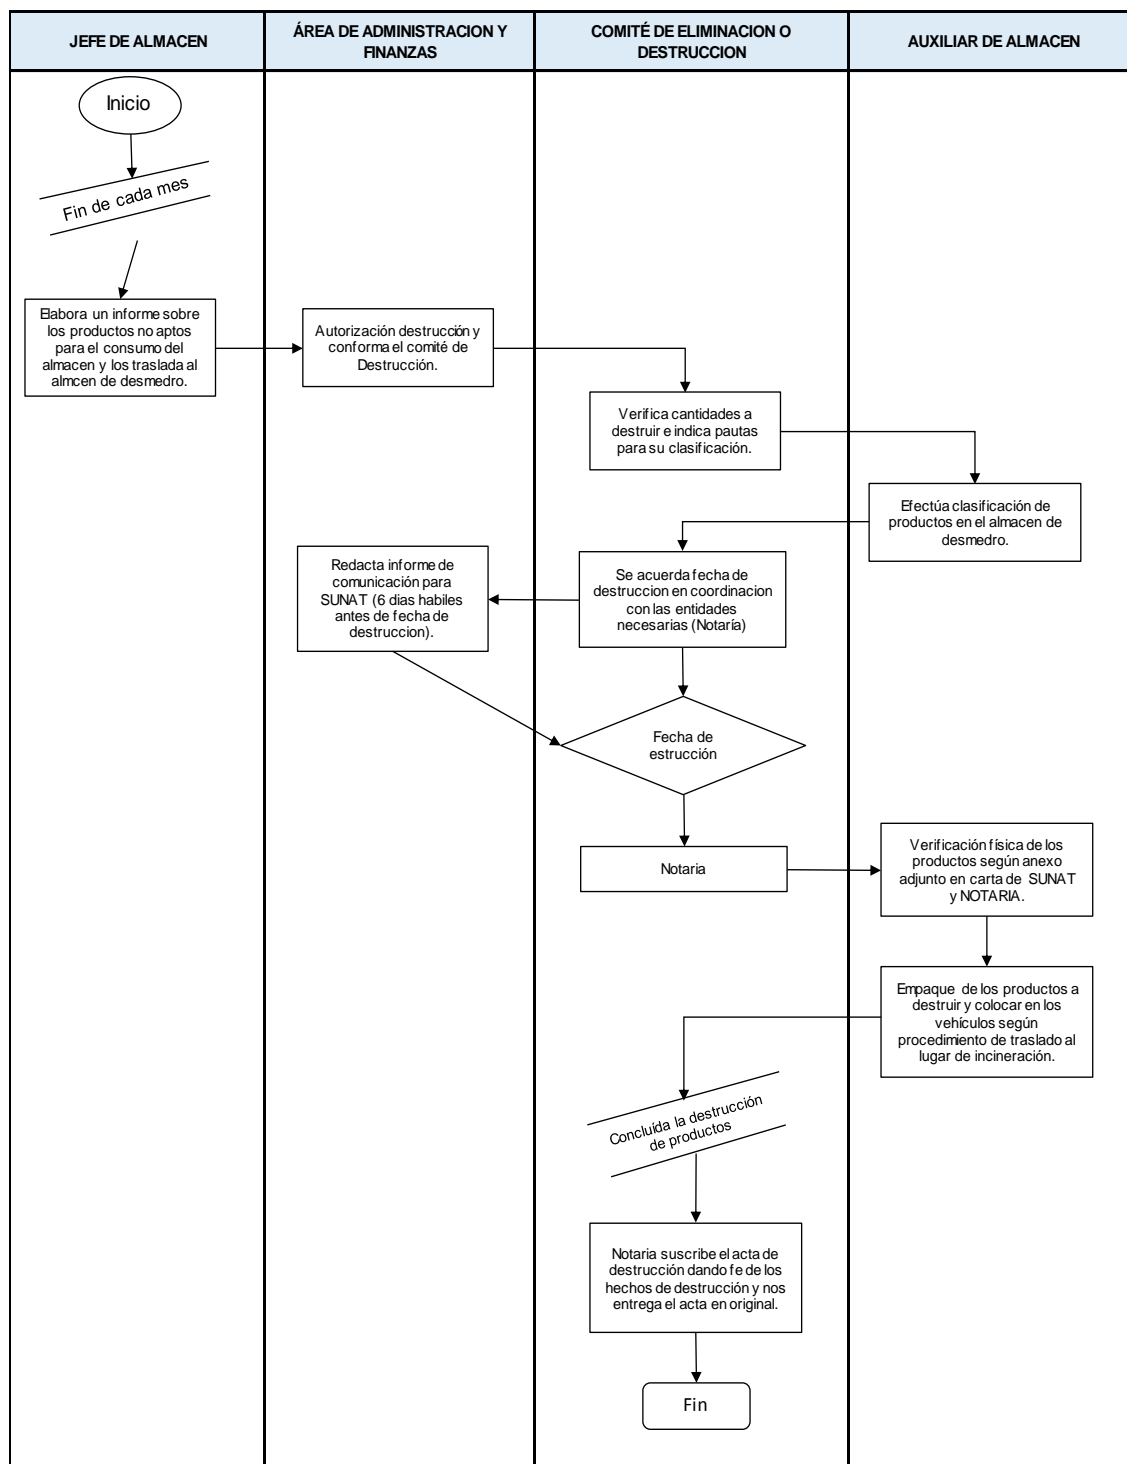 JEFE DE ALMACEN
ÁREA DE ADMINISTRACION Y
FINANZAS
COMITÉ DE ELIMINACION O
DESTRUCCION
AUXILIAR DE ALMACEN
Inicio
Fin de cada mes
Elabora un informe sobre
los productos no aptos
para el consumo del
almacen y los traslada al
almcen de desmedro.
Autorización destrucción y
conforma el comité de
Destrucción.
Verifica cantidades a
destruir e indica pautas
para su clasificación.
Efectúa clasificación de
productos en el almacen de
desmedro.
Se acuerda fecha de
destruccion en coordinacion
con las entidades
necesarias (Notaría)
Redacta informe de
comunicación para
SUNAT (6 dias habiles
antes de fecha de
destruccion).
Fecha de
estrucción
Notaria
Verificación física de los
productos según anexo
adjunto en carta de SUNAT
y NOTARIA.
Empaque de los productos a
destruir y colocar en los
vehículos según
procedimiento de traslado al
lugar de incineración.
Concluída la destrucción
de productos
Notaria suscribe el acta de
destrucción dando fe de los
hechos de destrucción y nos
entrega el acta en original.
Fin